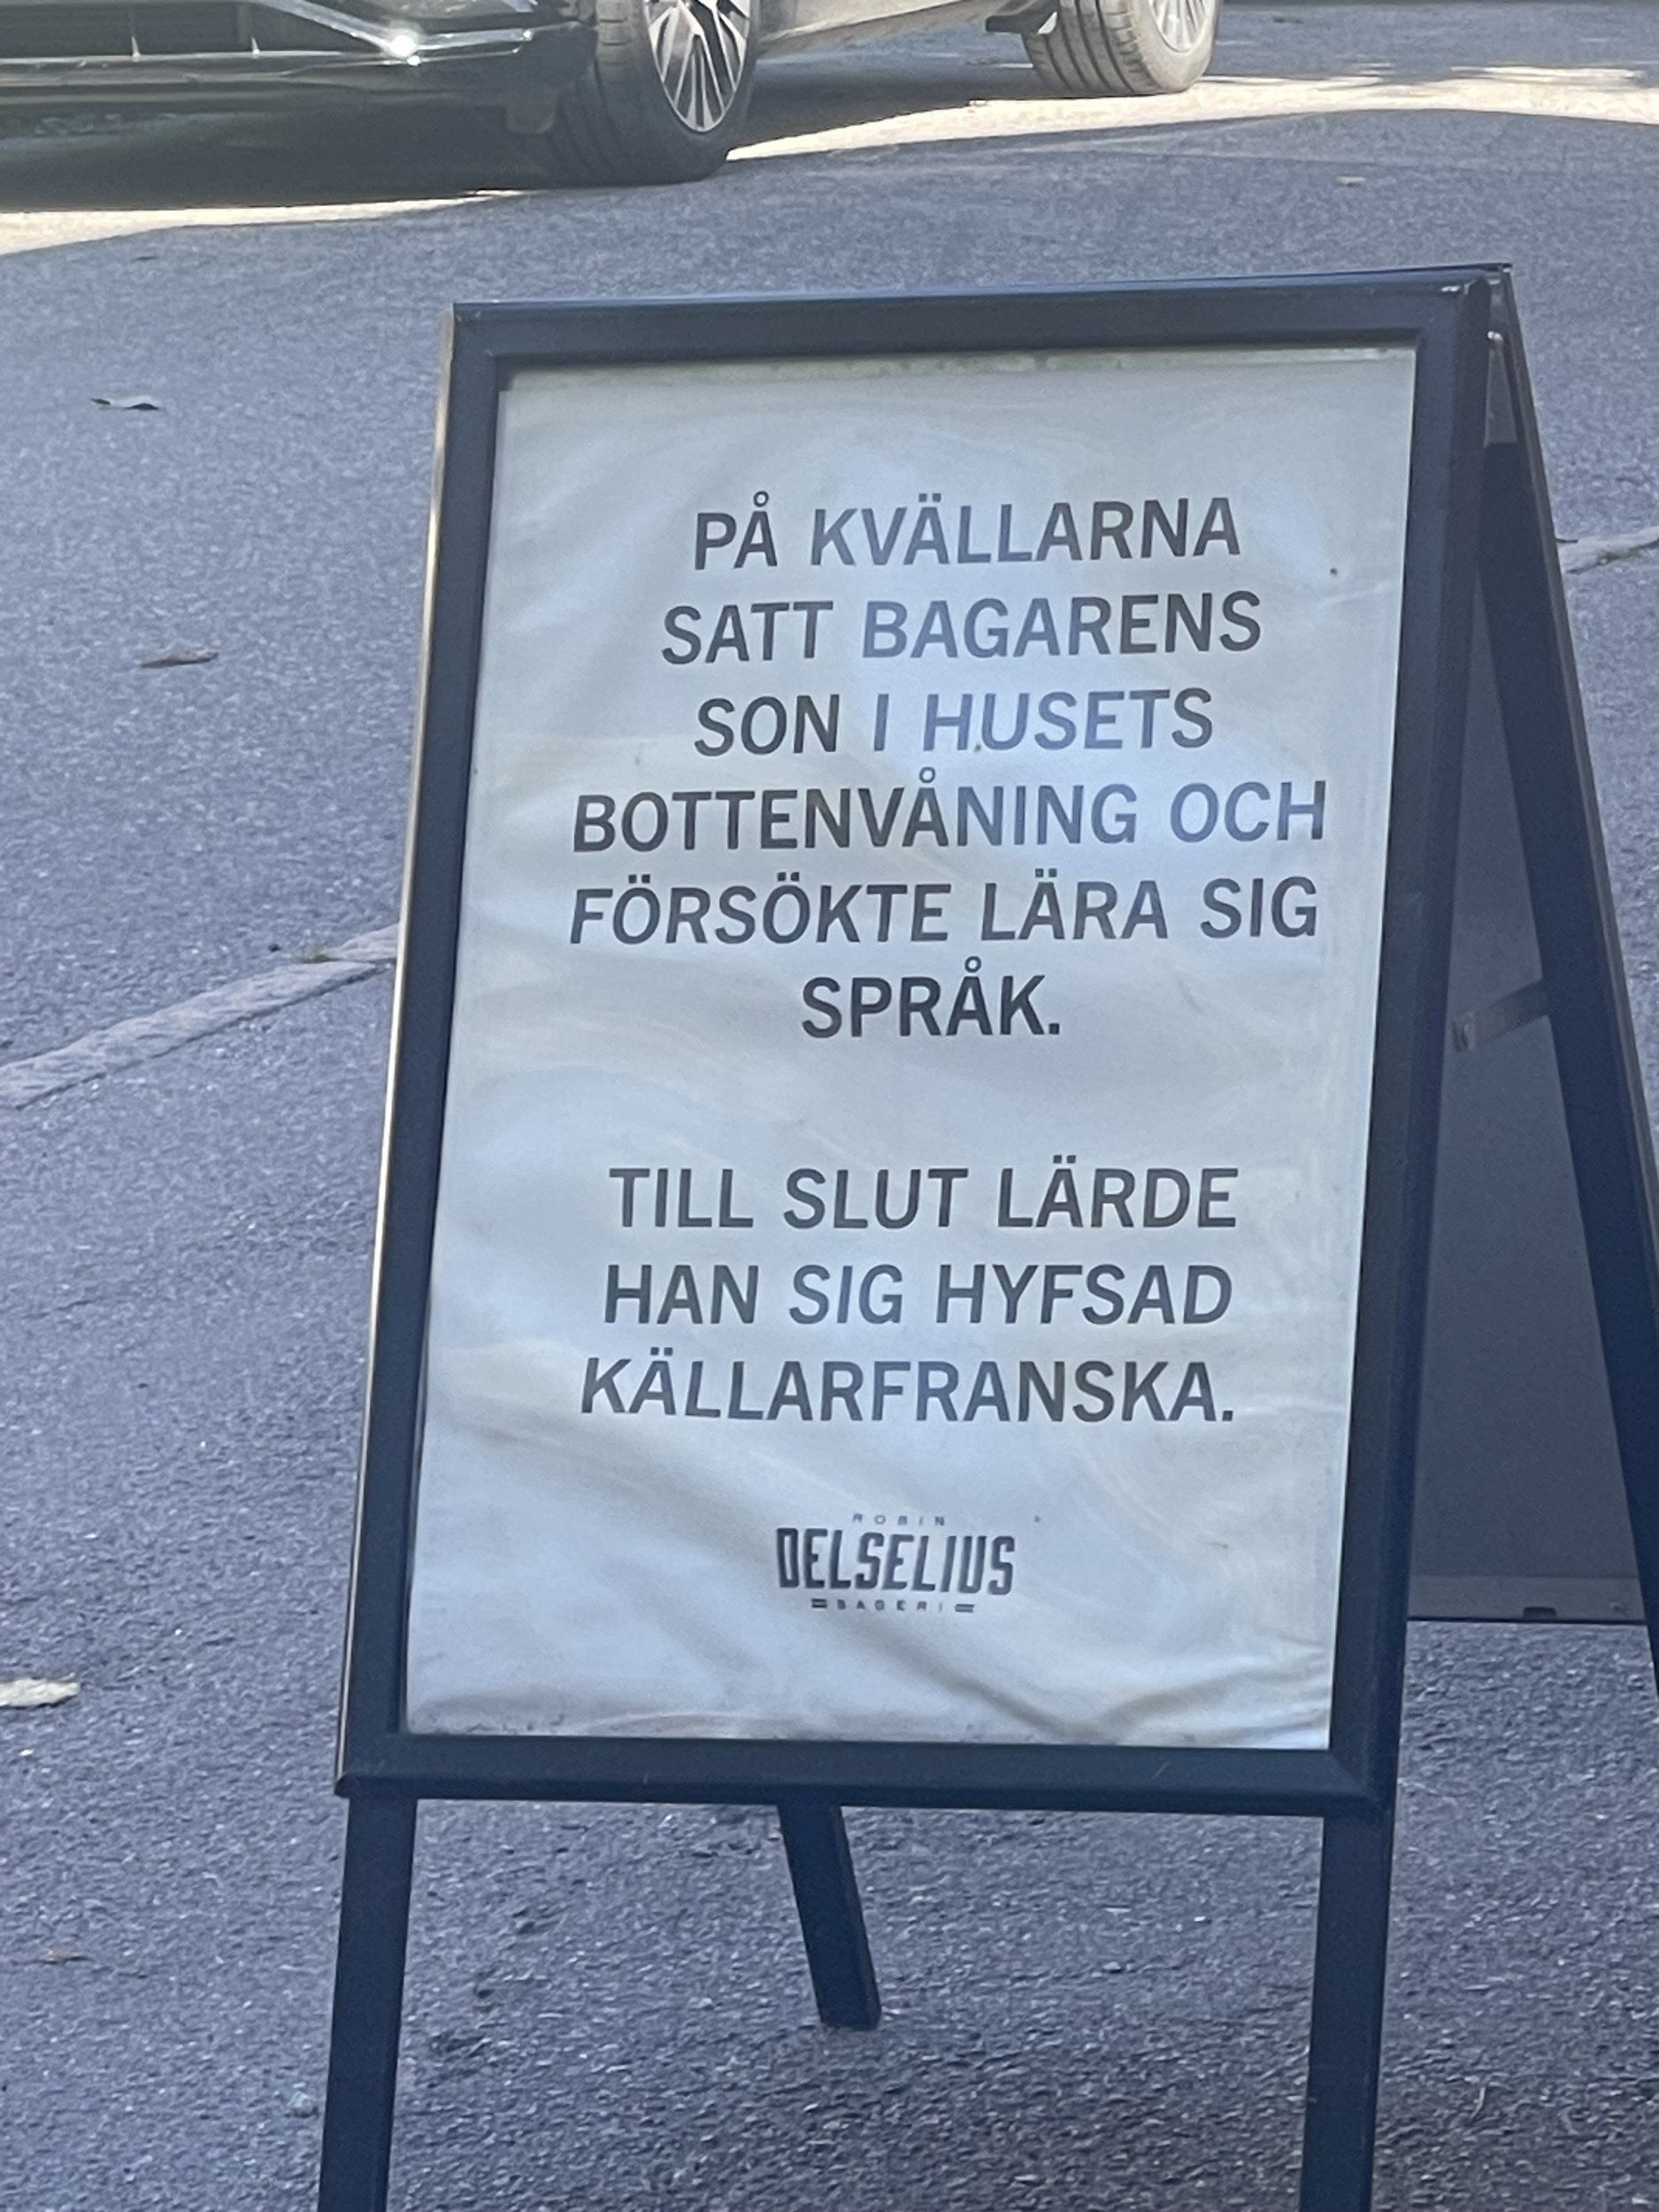 PÅ KVÄLLARNA
SATT BAGARENS
SON I HUSETS
BOTTENVÅNING OCH
FÖRSÖKTE LÄRA SIG
SPRÅK.
TILL SLUT LÄRDE
HAN SIG HYFSAD
KÄLLARFRANSKA.
ROBIN
DELSELIUS
BAGERI